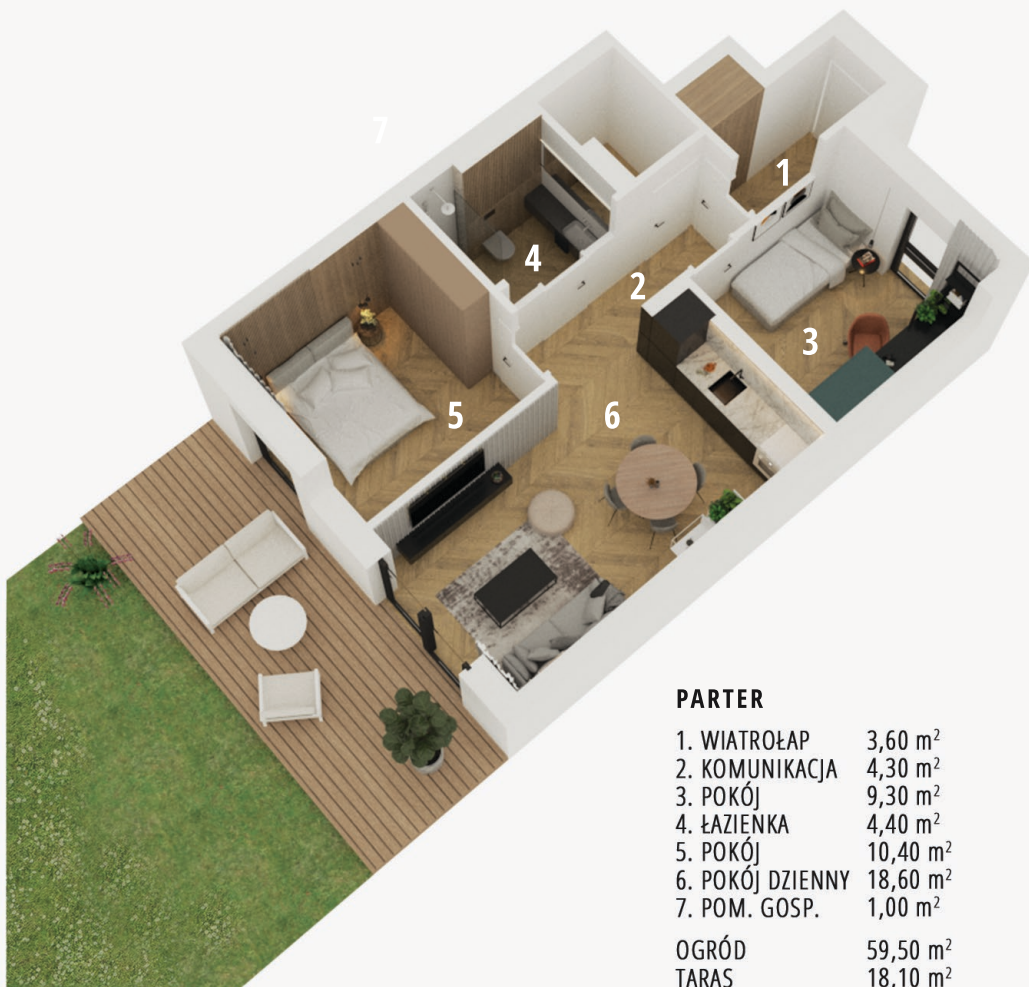 7
1
4
2
3
5
6
PARTER
1. WIATROŁAP 3,60 m²
2. KOMUNIKACJA 4,30 m²
3. POKÓJ 9,30 m²
4. ŁAZIENKA 4,40 m²
5. POKÓJ 10,40 m²
6. POKÓJ DZIENNY 18,60 m²
7. POM. GOSP. 1,00 m²
OGRÓD 59,50 m²
TARAS 18,10 m²